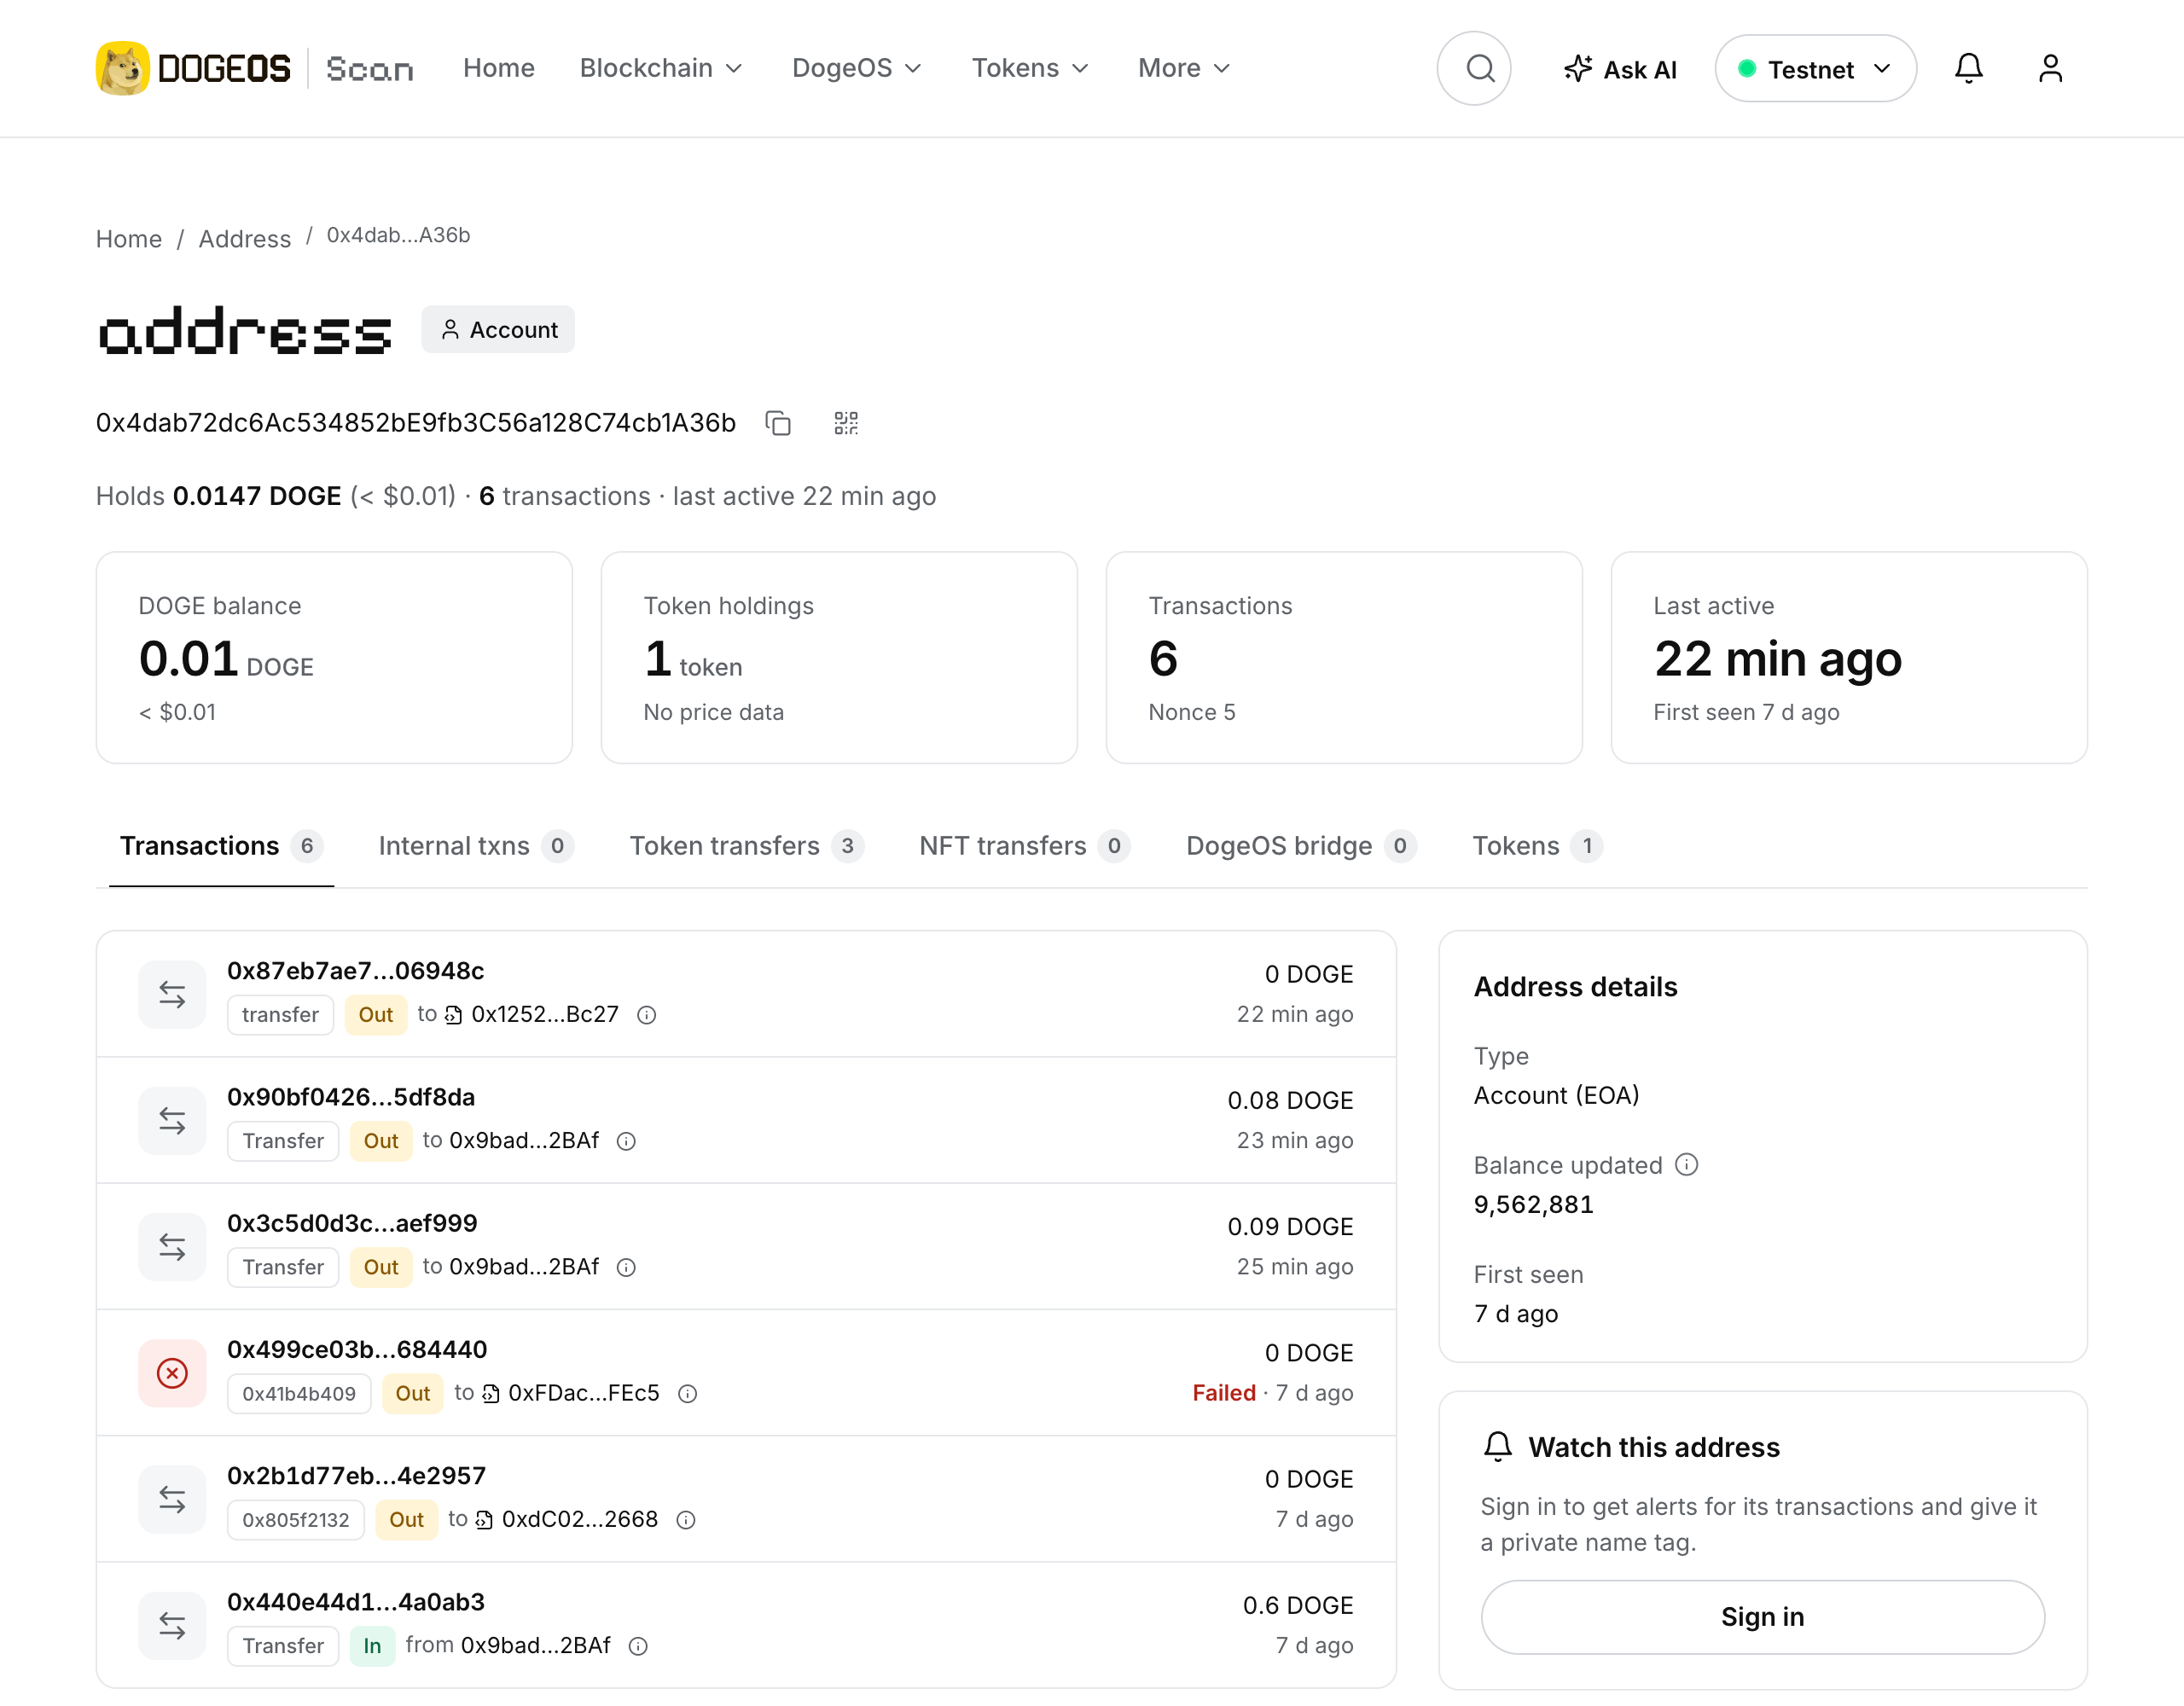 DOGEOS Scan Home Blockchain DogeOS Tokens More Ask AI Testnet
Home / Address / 0x4dab...A36b
address Account
0x4dab72dc6Ac534852bE9fb3C56a128C74cb1A36b
Holds 0.0147 DOGE (< $0.01) · 6 transactions · last active 22 min ago
DOGE balance
0.01 DOGE
< $0.01
Token holdings
1 token
No price data
Transactions
6
Nonce 5
Last active
22 min ago
First seen 7 d ago
Transactions 6 Internal txns 0 Token transfers 3 NFT transfers 0 DogeOS bridge 0 Tokens 1
0x87eb7ae7...06948c 0 DOGE
transfer Out to 0x1252...Bc27 22 min ago
0x90bf0426...5df8da 0.08 DOGE
Transfer Out to 0x9bad...2BAf 23 min ago
0x3c5d0d3c...aef999 0.09 DOGE
Transfer Out to 0x9bad...2BAf 25 min ago
0x499ce03b...684440 0 DOGE
0x41b4b409 Out to 0xFDac...FEc5 Failed · 7 d ago
0x2b1d77eb...4e2957 0 DOGE
0x805f2132 Out to 0xdC02...2668 7 d ago
0x440e44d1...4a0ab3 0.6 DOGE
Transfer In from 0x9bad...2BAf 7 d ago
Address details
Type
Account (EOA)
Balance updated
9,562,881
First seen
7 d ago
Watch this address
Sign in to get alerts for its transactions and give it
a private name tag.
Sign in